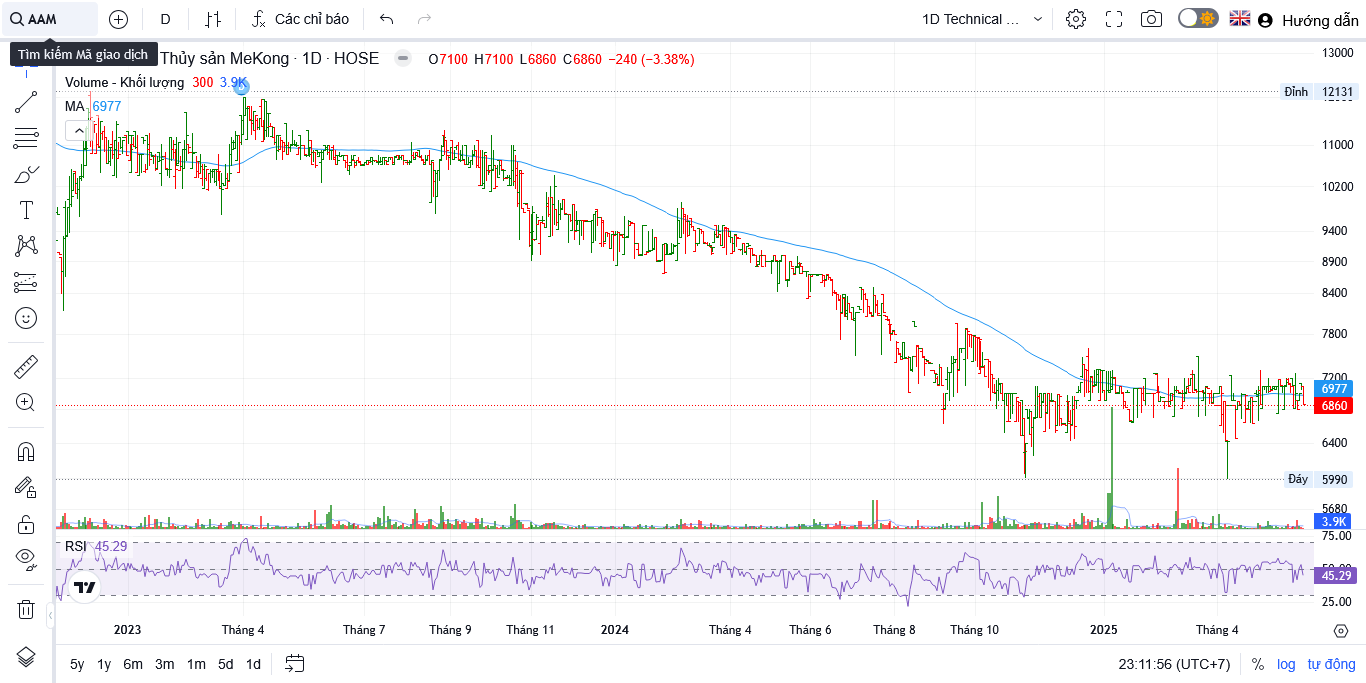 AAM
D
Các chỉ báo
1D Technical ...
Hướng dẫn
Tìm kiếm Mã giao dịch
Thủy sản MeKong · 1D · HOSE
O7100 H7100 L6860 C6860 −240 (−3.38%)
Volume - Khối lượng 300 3.9K
MA 6977
13000
Đỉnh 12131
11000
10200
9400
8900
8400
7800
7200
6977
6860
6400
Đáy 5990
5680
3.9K
RSI 45.29
75.00
45.29
25.00
2023
Tháng 4
Tháng 7
Tháng 9
Tháng 11
2024
Tháng 4
Tháng 6
Tháng 8
Tháng 10
2025
Tháng 4
5y 1y 6m 3m 1m 5d 1d
23:11:56 (UTC+7)
% log tự động